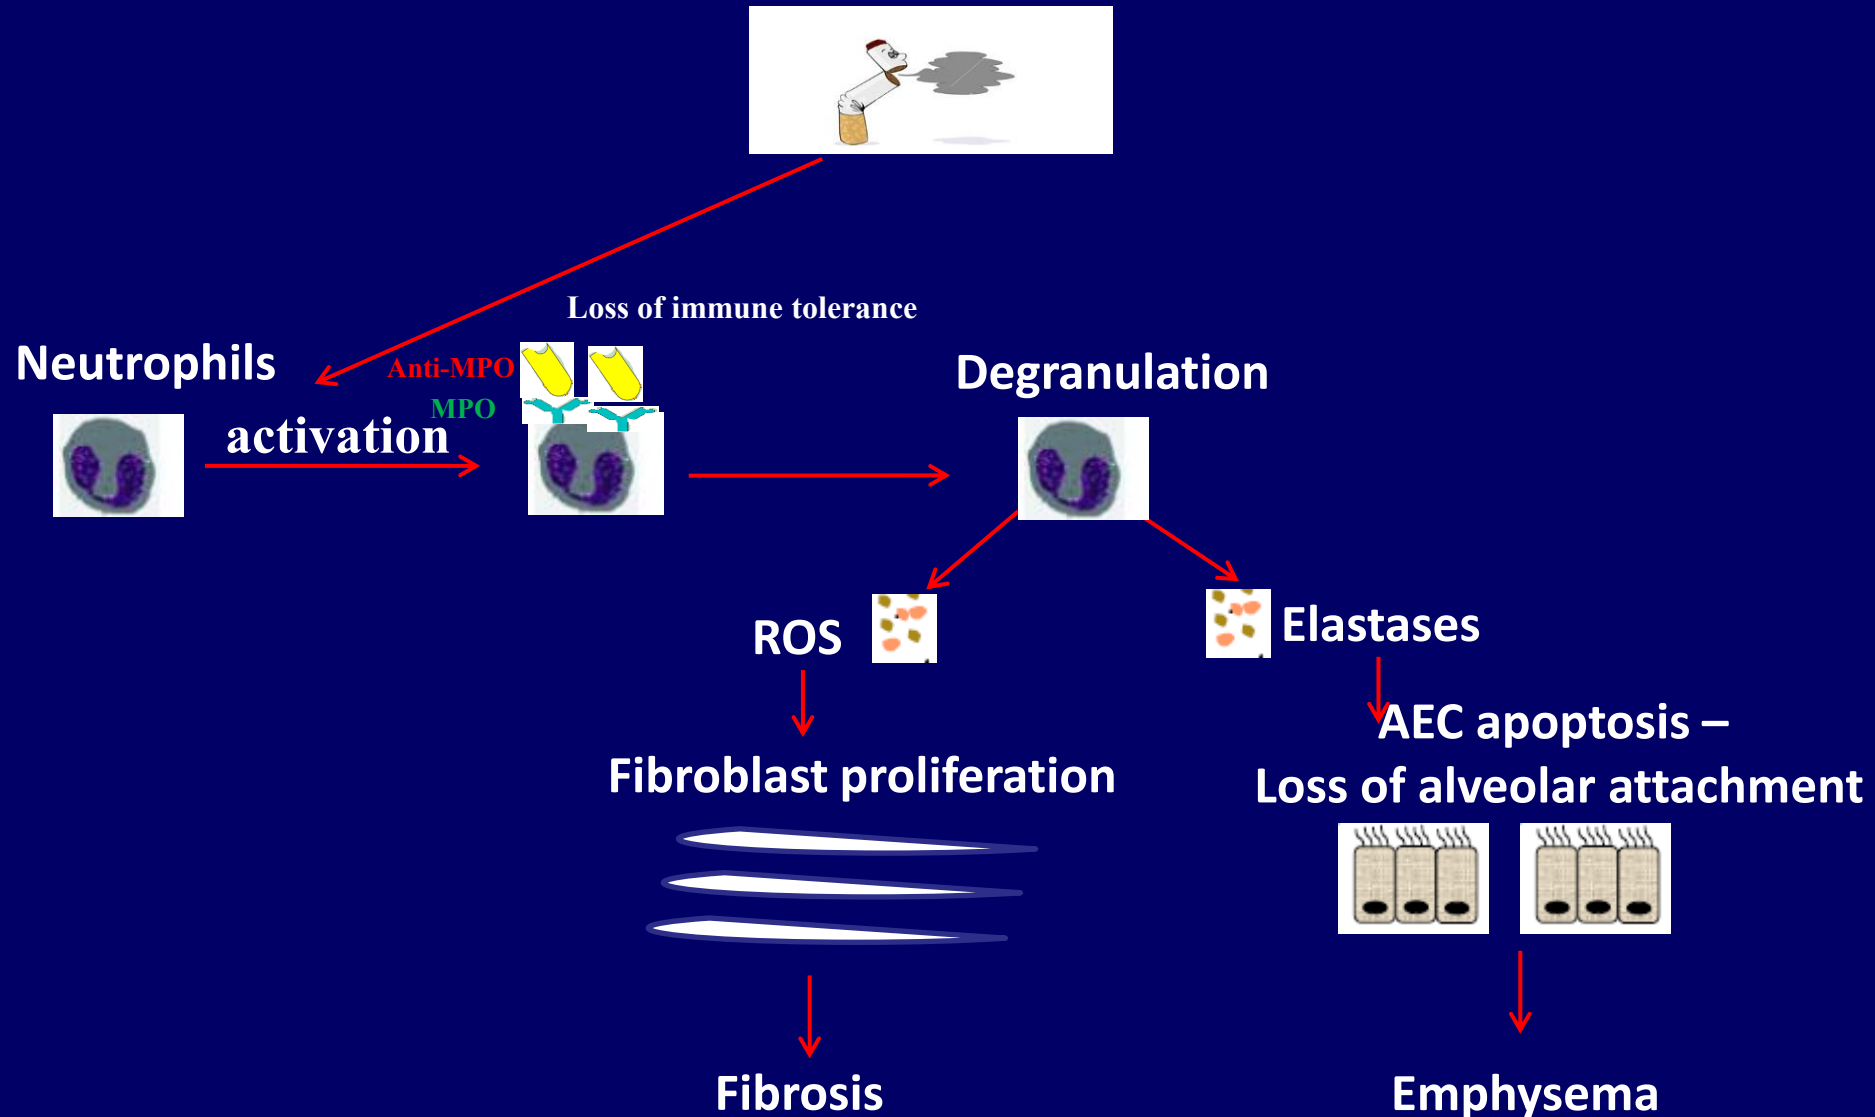 Loss of immune tolerance
Neutrophils
Anti-MPO
MPO
activation
Degranulation
ROS
Elastases
Fibroblast proliferation
AEC apoptosis –
Loss of alveolar attachment
Fibrosis
Emphysema